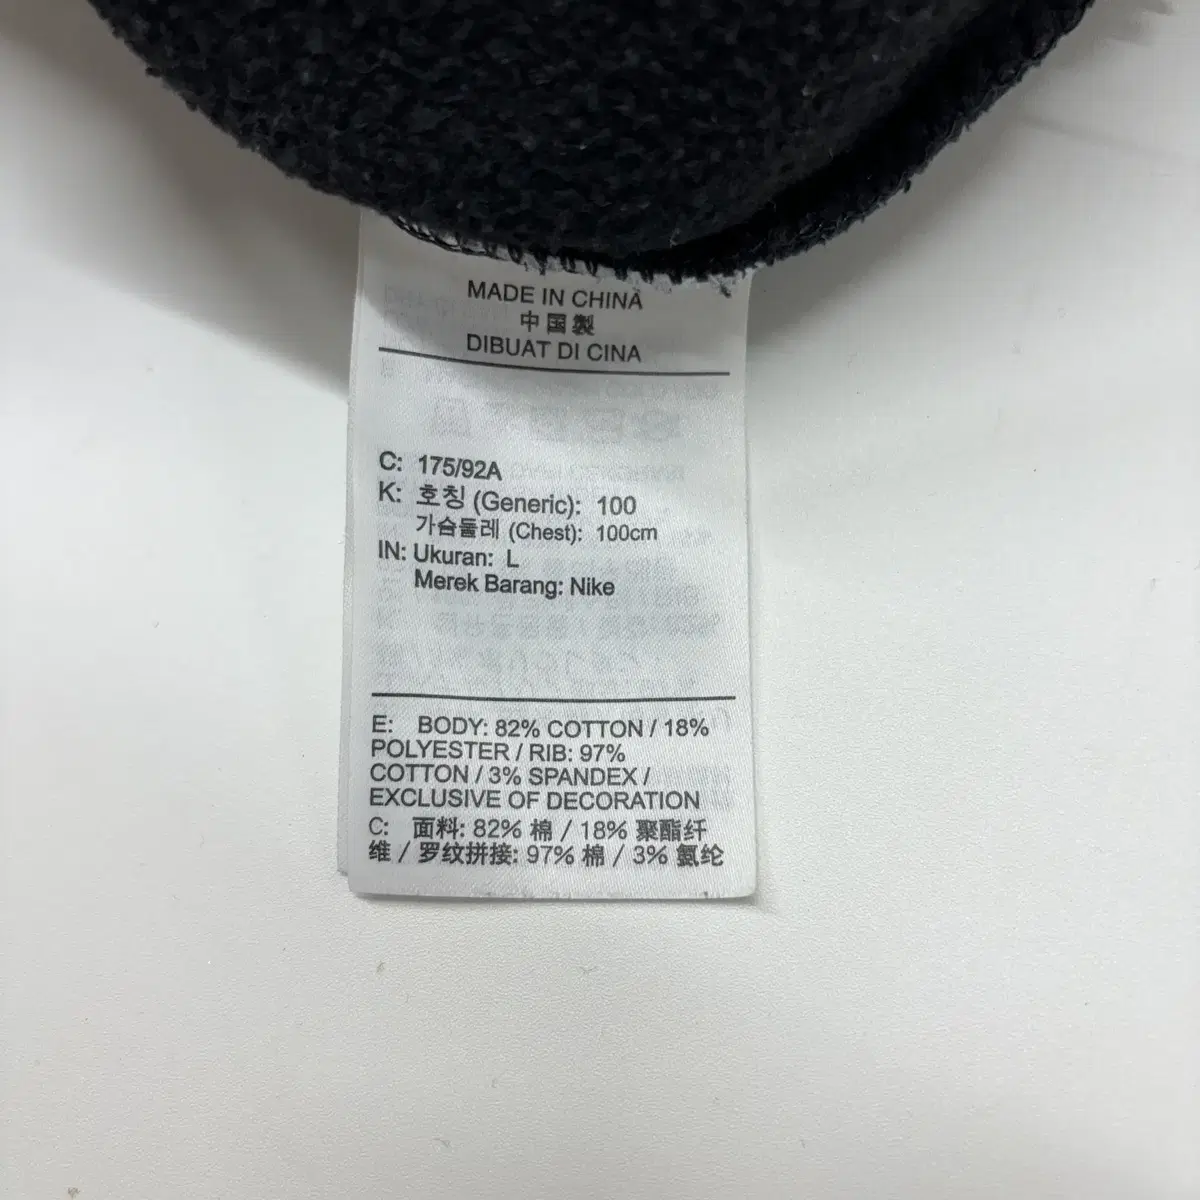 MADE IN CHINA
中国製
DIBUAT DI CINA
C: 175/92A
K: 호칭 (Generic): 100
가슴둘레 (Chest): 100cm
IN: Ukuran: L
Merek Barang: Nike
E: BODY: 82% COTTON / 18%
POLYESTER / RIB: 97%
COTTON / 3% SPANDEX /
EXCLUSIVE OF DECORATION
C: 面料: 82% 棉 / 18% 聚酯纤
维 / 罗纹拼接: 97% 棉 / 3% 氨纶